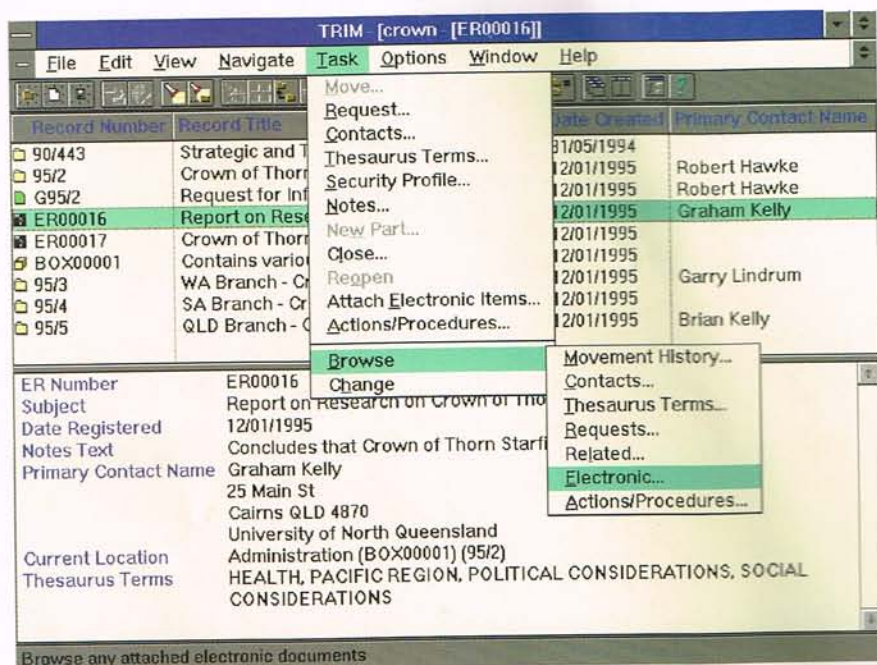 TRIM - [crown - [ER00016]]
File Edit View Navigate Task Options Window Help
Record Number Record Title Date Created Primary Contact Name
90/443 Strategic and T 31/05/1994
95/2 Crown of Thorn 12/01/1995 Robert Hawke
G95/2 Request for Inf 12/01/1995 Robert Hawke
ER00016 Report on Rese 12/01/1995 Graham Kelly
ER00017 Crown of Thorn 12/01/1995
BOX00001 Contains variou 12/01/1995
95/3 WA Branch - Cr 12/01/1995 Garry Lindrum
95/4 SA Branch - Cr 12/01/1995
95/5 QLD Branch - C 12/01/1995 Brian Kelly
Move...
Request...
Contacts...
Thesaurus Terms...
Security Profile...
Notes...
New Part...
Close...
Reopen
Attach Electronic Items...
Actions/Procedures...
Browse
Change
Movement History...
Contacts...
Thesaurus Terms...
Requests...
Related...
Electronic...
Actions/Procedures...
ER Number ER00016
Subject Report on Research on Crown of Tho
Date Registered 12/01/1995
Notes Text Concludes that Crown of Thorn Starfi
Primary Contact Name Graham Kelly
25 Main St
Cairns QLD 4870
University of North Queensland
Current Location Administration (BOX00001) (95/2)
Thesaurus Terms HEALTH, PACIFIC REGION, POLITICAL CONSIDERATIONS, SOCIAL
CONSIDERATIONS
Browse any attached electronic documents